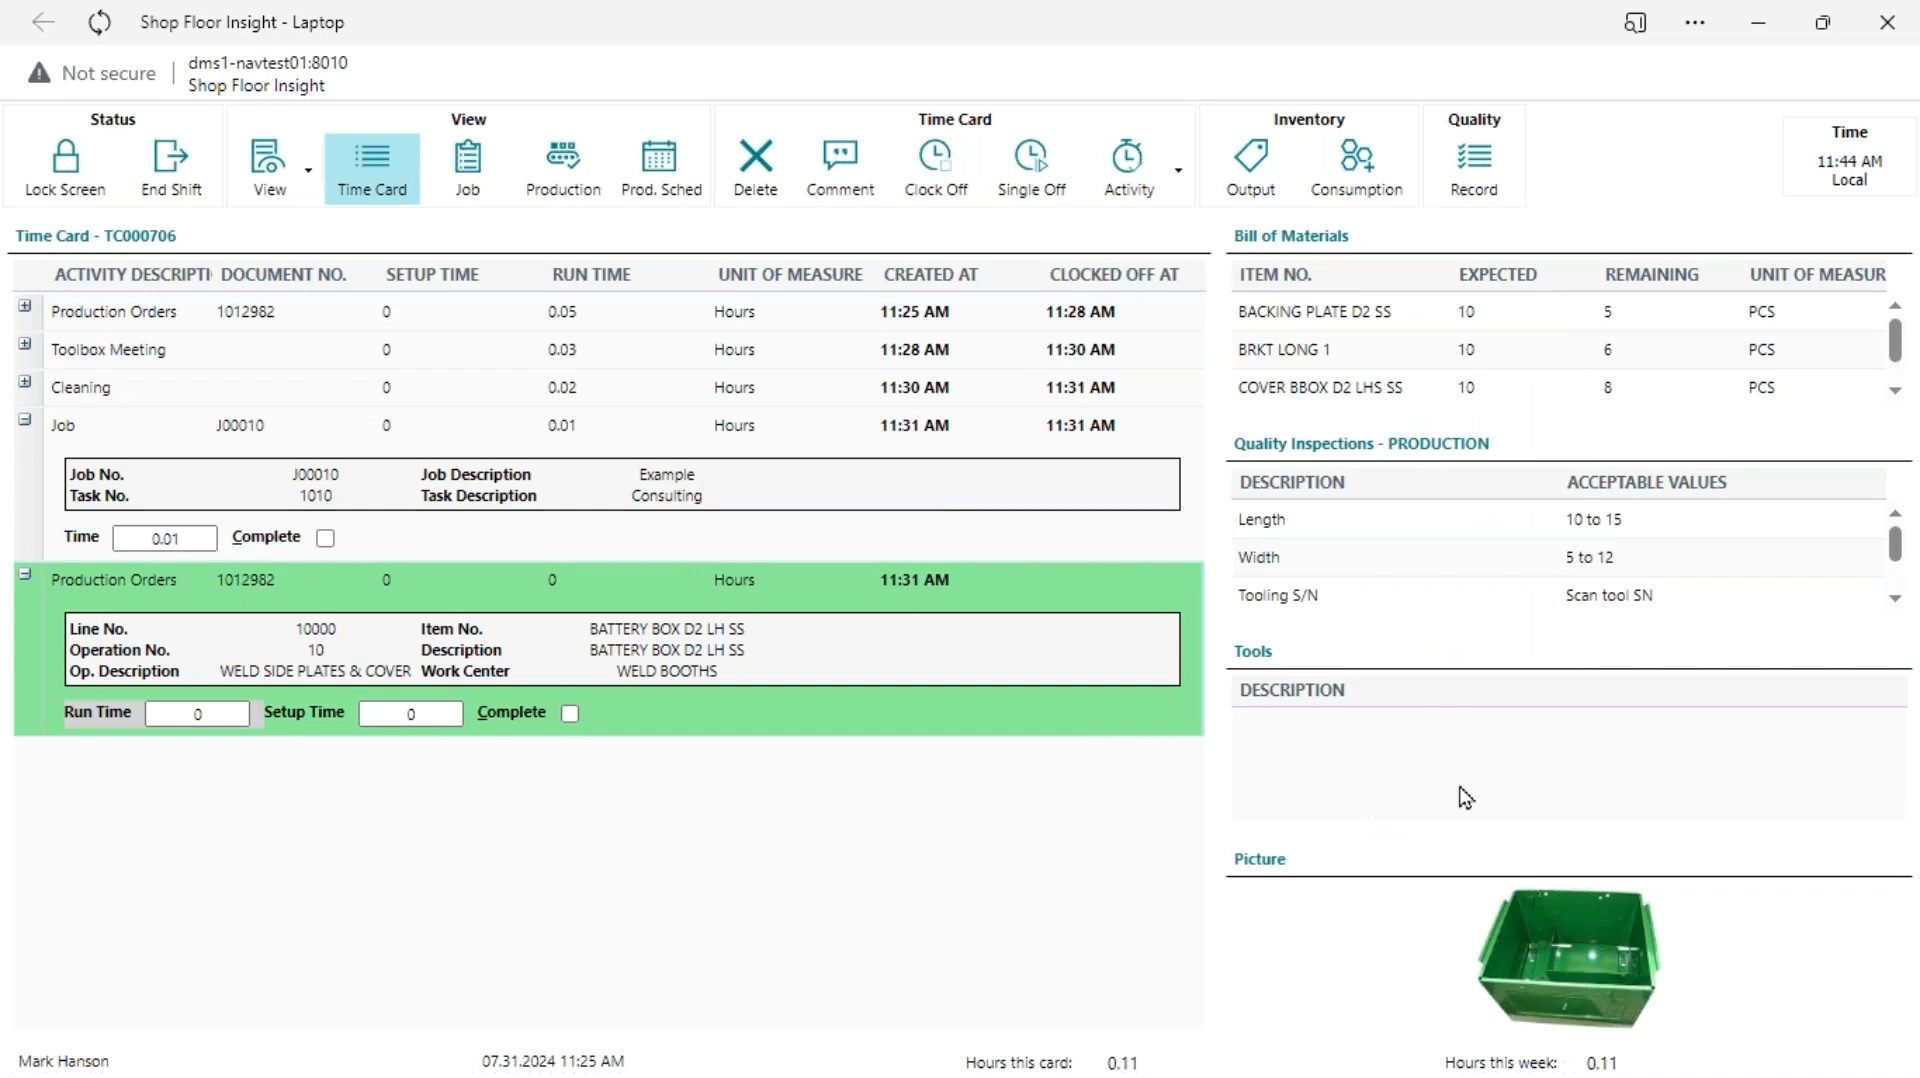 Shop Floor Insight - Laptop
Not secure
dms1-navtest01:8010
Shop Floor Insight
Status
View
Time Card
Inventory
Quality
Time
11:44 AM
Local
Lock Screen
End Shift
View
Time Card
Job
Production
Prod. Sched
Delete
Comment
Clock Off
Single Off
Activity
Output
Consumption
Record
Time Card - TC000706
ACTIVITY DESCRIPTI DOCUMENT NO. SETUP TIME RUN TIME UNIT OF MEASURE CREATED AT CLOCKED OFF AT
Production Orders 1012982 0 0.05 Hours 11:25 AM 11:28 AM
Toolbox Meeting 0 0.03 Hours 11:28 AM 11:30 AM
Cleaning 0 0.02 Hours 11:30 AM 11:31 AM
Job J00010 0 0.01 Hours 11:31 AM 11:31 AM
Job No. J00010 Job Description Example
Task No. 1010 Task Description Consulting
Time 0.01 Complete
Production Orders 1012982 0 0 Hours 11:31 AM
Line No. 10000 Item No. BATTERY BOX D2 LH SS
Operation No. 10 Description BATTERY BOX D2 LH SS
Op. Description WELD SIDE PLATES & COVER Work Center WELD BOOTHS
Run Time 0 Setup Time 0 Complete
Bill of Materials
ITEM NO. EXPECTED REMAINING UNIT OF MEASUR
BACKING PLATE D2 SS 10 5 PCS
BRKT LONG 1 10 6 PCS
COVER BBOX D2 LHS SS 10 8 PCS
Quality Inspections - PRODUCTION
DESCRIPTION ACCEPTABLE VALUES
Length 10 to 15
Width 5 to 12
Tooling S/N Scan tool SN
Tools
DESCRIPTION
Picture
Mark Hanson 07.31.2024 11:25 AM Hours this card: 0.11 Hours this week: 0.11